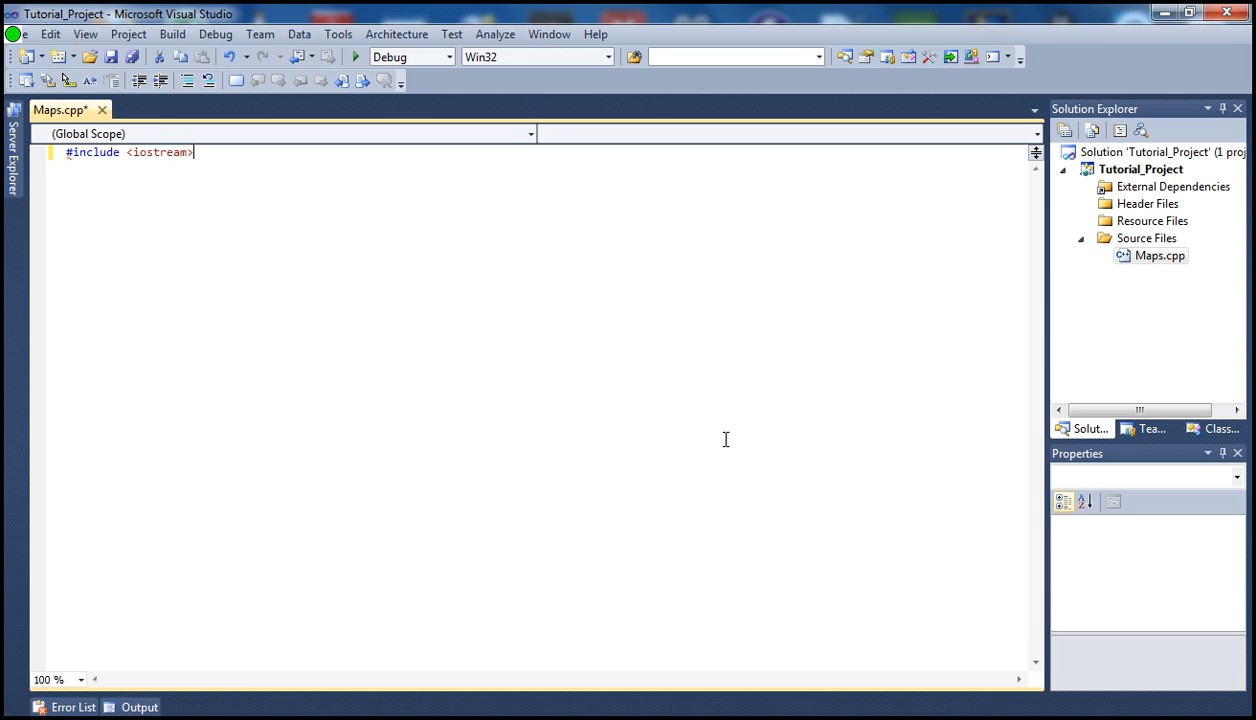 Tutorial_Project - Microsoft Visual Studio
e Edit View Project Build Debug Team Data Tools Architecture Test Analyze Window Help
Debug Win32
Maps.cpp*
(Global Scope)
#include <iostream>
Server Explorer
Solution Explorer
Solution 'Tutorial_Project' (1 proj
Tutorial_Project
External Dependencies
Header Files
Resource Files
Source Files
Maps.cpp
Solut... Tea... Class...
Properties
100 %
Error List Output